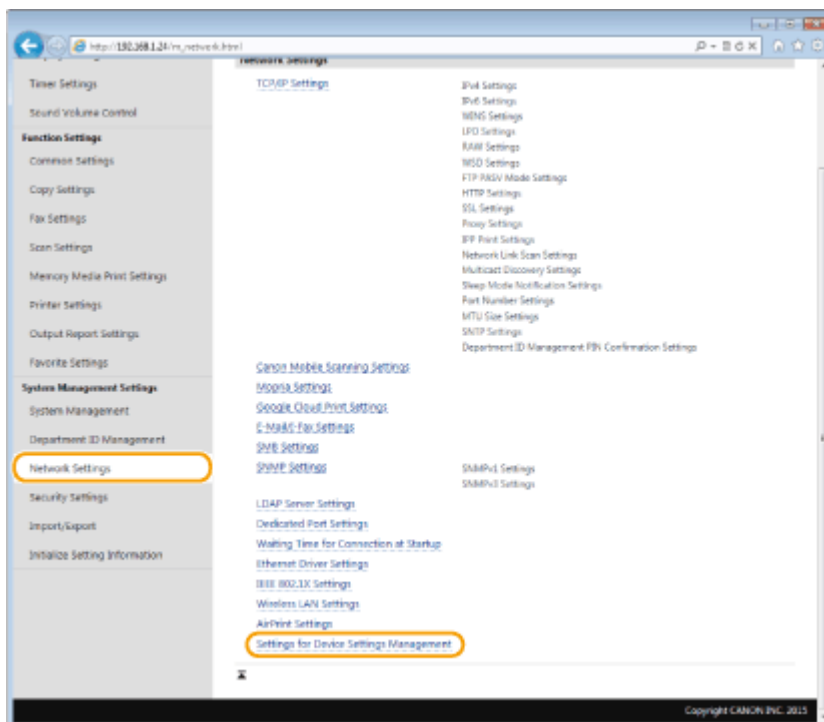 http://192.168.1.24/m_network.html
Network Settings
Timer Settings
Sound Volume Control
Function Settings
Common Settings
Copy Settings
Fax Settings
Scan Settings
Memory Media Print Settings
Printer Settings
Output Report Settings
Favorite Settings
System Management Settings
System Management
Department ID Management
Network Settings
Security Settings
Import/Export
Initialize Setting Information
TCP/IP Settings
IPv4 Settings
IPv6 Settings
WINS Settings
LPD Settings
RAW Settings
WSD Settings
FTP PASV Mode Settings
HTTP Settings
SSL Settings
Proxy Settings
IPP Print Settings
Network Link Scan Settings
Multicast Discovery Settings
Sleep Mode Notification Settings
Port Number Settings
MTU Size Settings
SNTP Settings
Department ID Management PIN Confirmation Settings
Canon Mobile Scanning Settings
Mopria Settings
Google Cloud Print Settings
E-Mail/I-Fax Settings
SMB Settings
SNMP Settings
SNMPv1 Settings
SNMPv3 Settings
LDAP Server Settings
Dedicated Port Settings
Waiting Time for Connection at Startup
Ethernet Driver Settings
IEEE 802.1X Settings
Wireless LAN Settings
AirPrint Settings
Settings for Device Settings Management
Copyright CANON INC. 2015